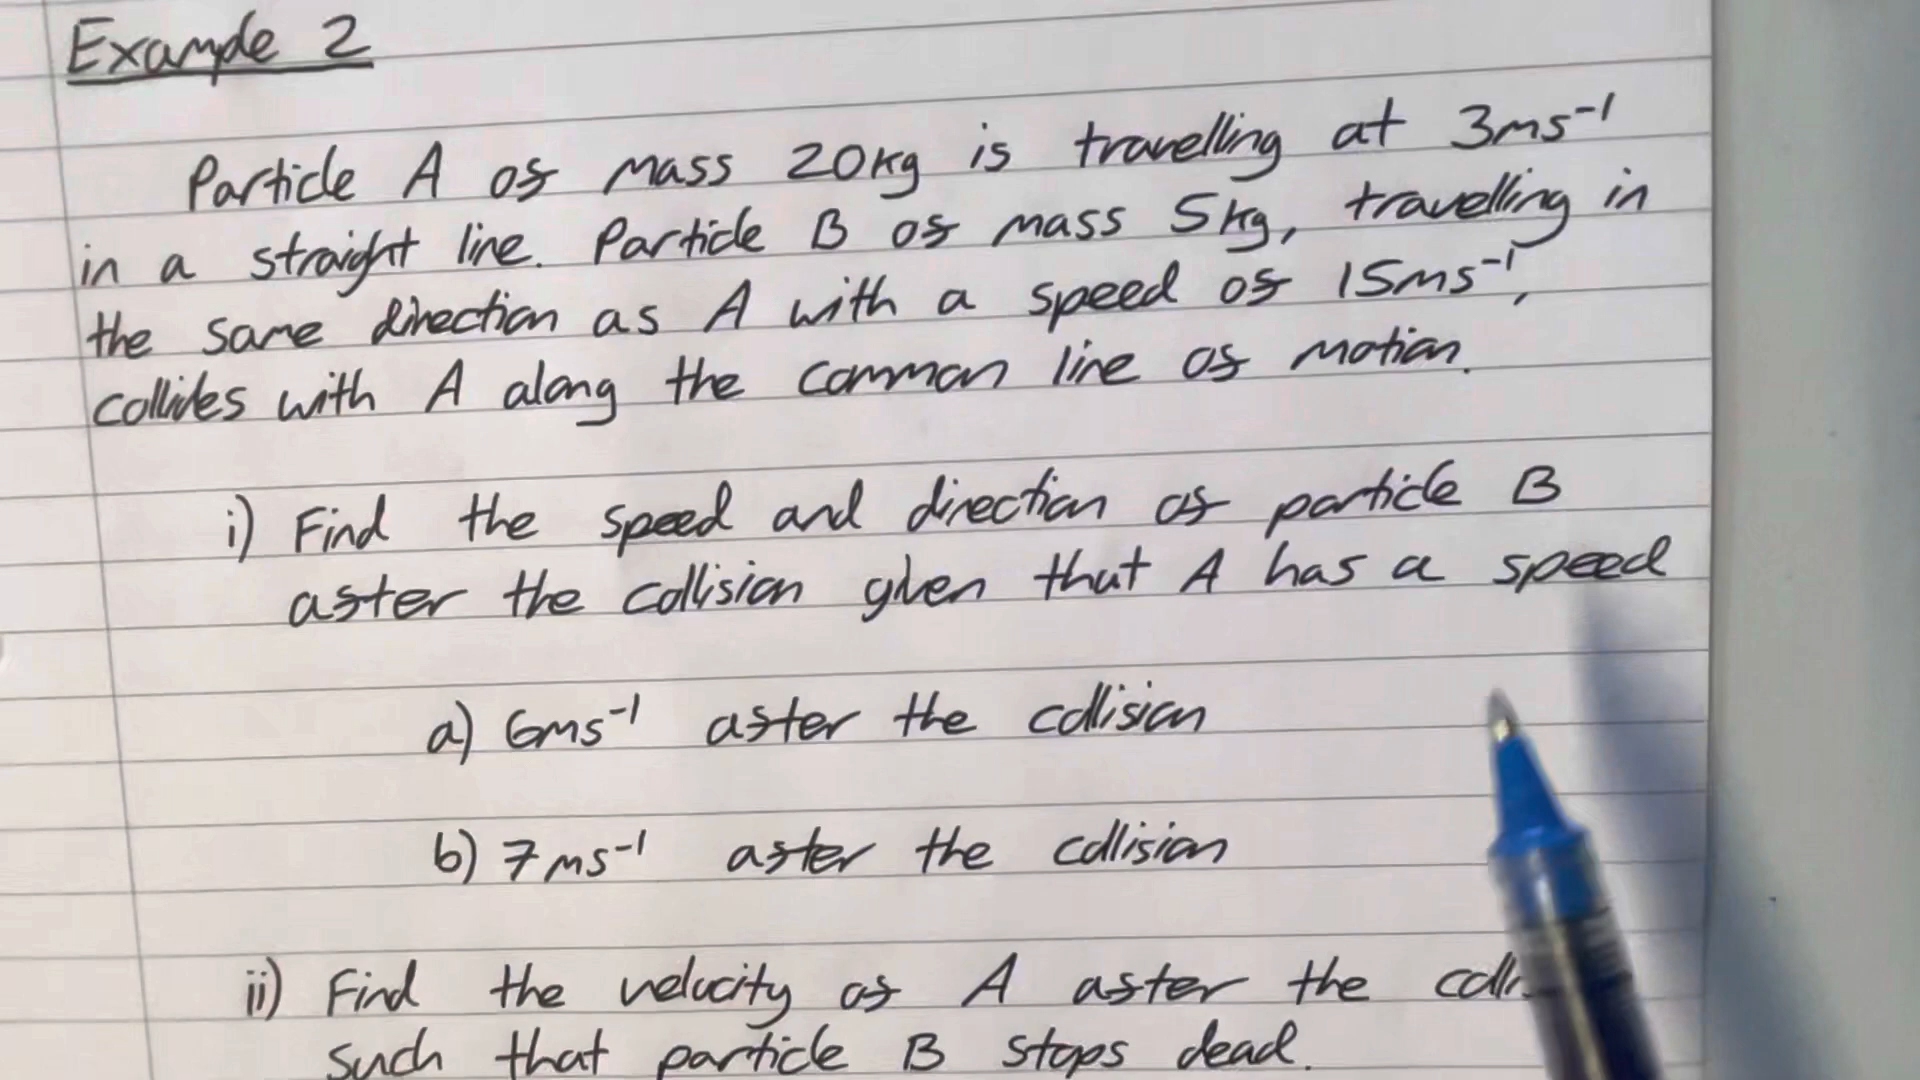 Example 2
Particle A of mass 20kg is travelling at 3ms⁻¹
in a straight line. Particle B of mass 5kg, travelling in
the same direction as A with a speed of 15ms⁻¹,
collides with A along the common line of motion.
i) Find the speed and direction of particle B
after the collision given that A has a speed
a) 6ms⁻¹ after the collision
b) 7ms⁻¹ after the collision
ii) Find the velocity of A after the
such that particle B stops dead.